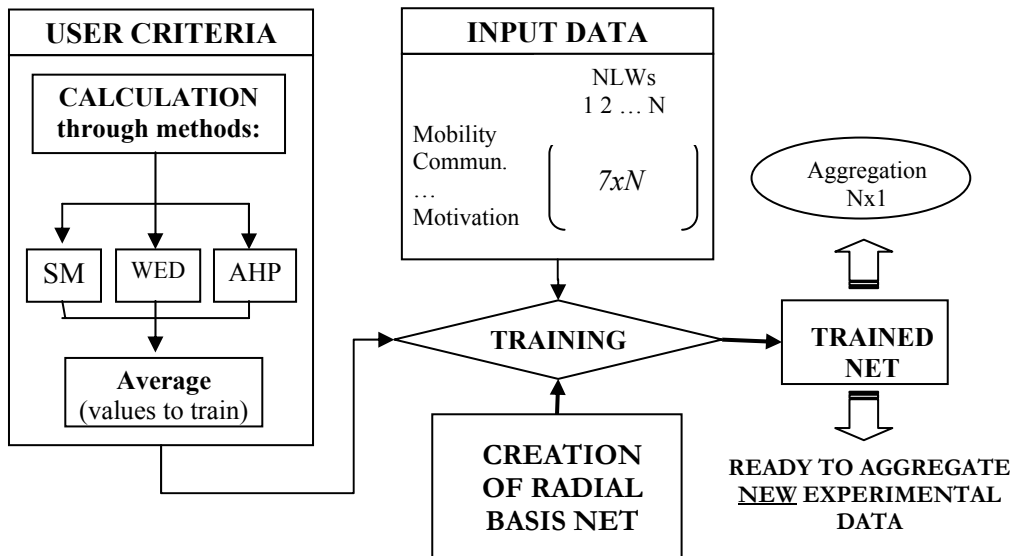 USER CRITERIA
CALCULATION
through methods:
SM
WED
AHP
Average
(values to train)
INPUT DATA
NLWs
1 2 … N
Mobility
Commun.
…
Motivation
7xN
TRAINING
CREATION
OF RADIAL
BASIS NET
Aggregation
Nx1
TRAINED
NET
READY TO AGGREGATE
NEW EXPERIMENTAL
DATA